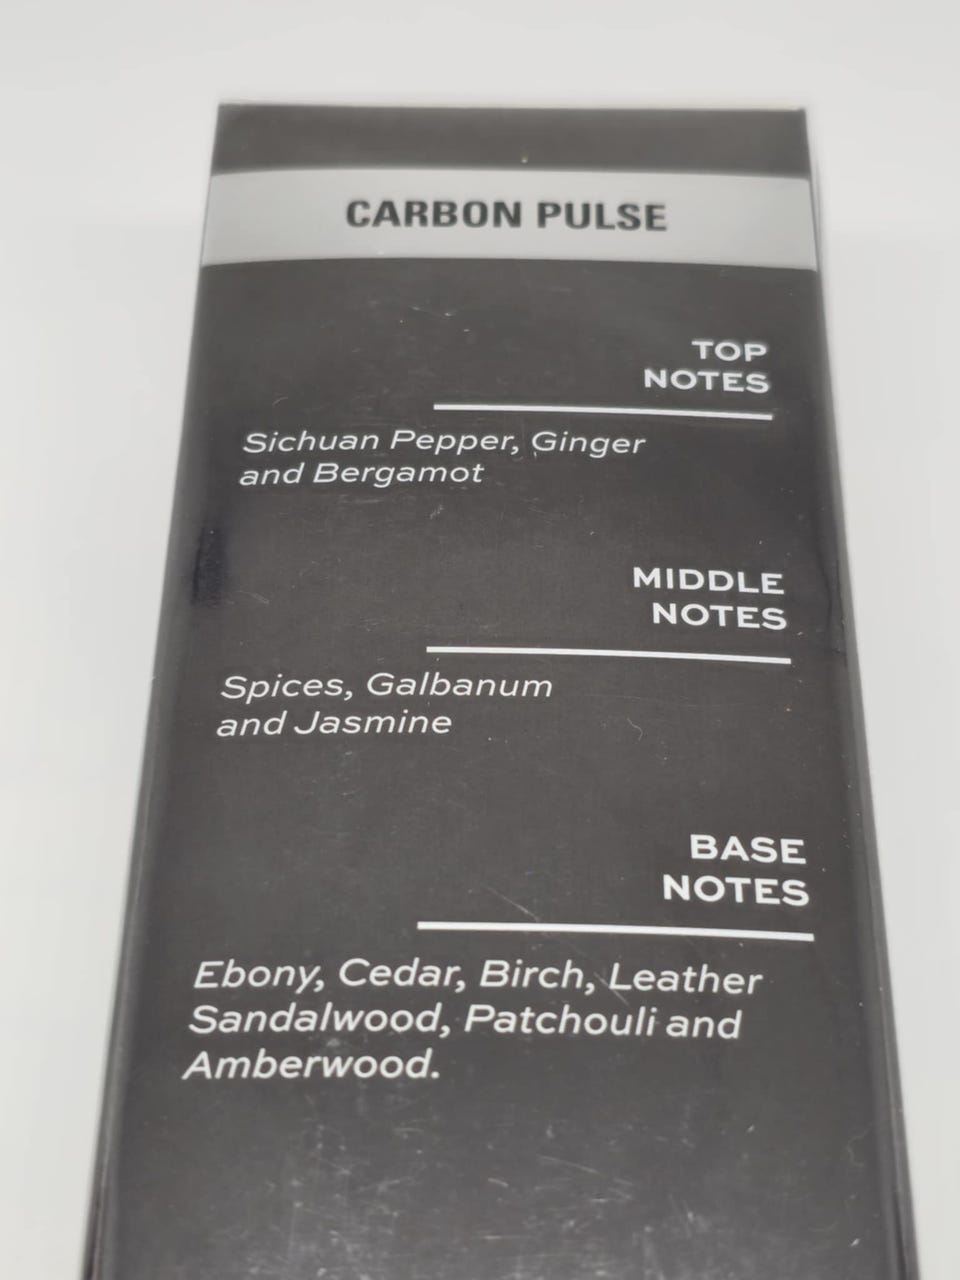 CARBON PULSE
TOP
NOTES
Sichuan Pepper, Ginger
and Bergamot
MIDDLE
NOTES
Spices, Galbanum
and Jasmine
BASE
NOTES
Ebony, Cedar, Birch, Leather
Sandalwood, Patchouli and
Amberwood.